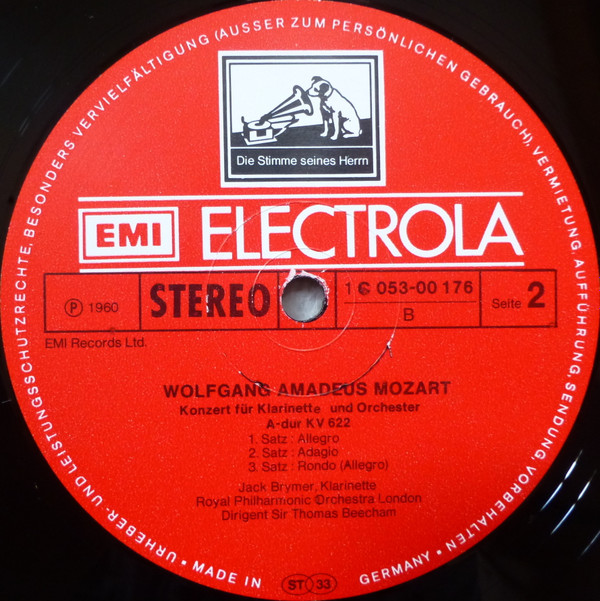 URHEBER- UND LEISTUNGSSCHUTZRECHTE, BESONDERS VERVIELFÄLTIGUNG (AUSSER ZUM PERSÖNLICHEN GEBRAUCH), VERMIETUNG, AUFFÜHRUNG, SENDUNG, VORBEHALTEN
Die Stimme seines Herrn
EMI ELECTROLA
Ⓟ 1960 STEREO 1 C 053-00 176 Seite 2
B
EMI Records Ltd.
WOLFGANG AMADEUS MOZART
Konzert für Klarinette und Orchester
A-dur KV 622
1. Satz: Allegro
2. Satz: Adagio
3. Satz: Rondo (Allegro)
Jack Brymer, Klarinette
Royal Philharmonic Orchestra London
Dirigent Sir Thomas Beecham
• MADE IN GERMANY •
ST 33